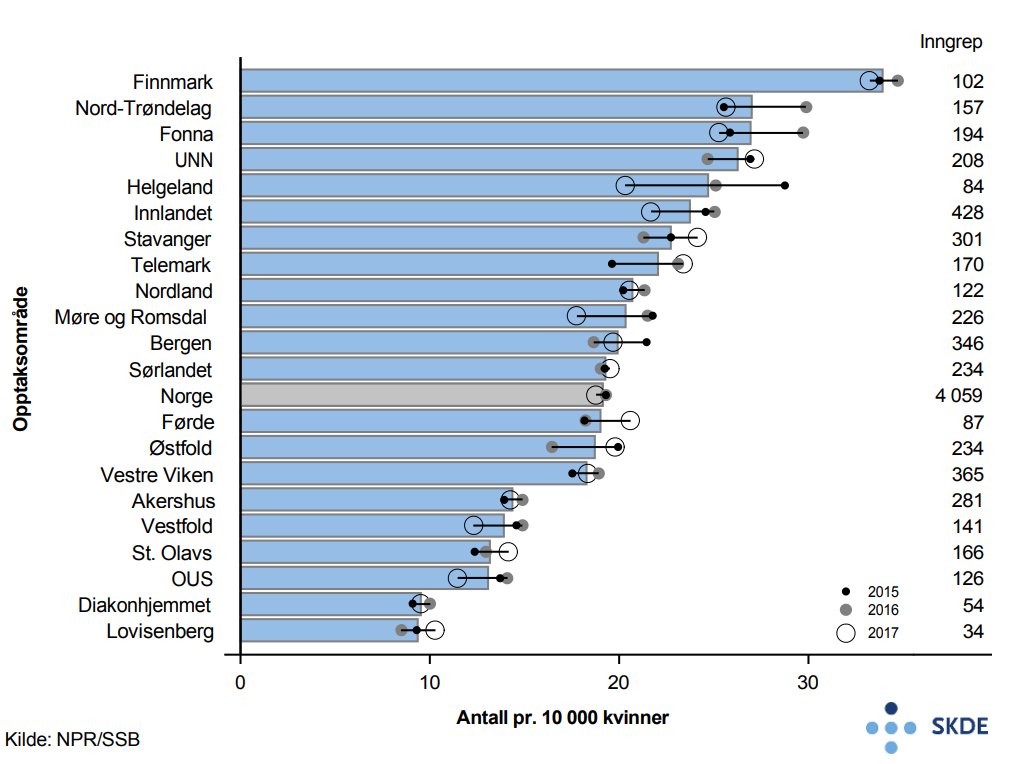 Inngrep
Finnmark 102
Nord-Trøndelag 157
Fonna 194
UNN 208
Helgeland 84
Innlandet 428
Stavanger 301
Telemark 170
Nordland 122
Møre og Romsdal 226
Bergen 346
Sørlandet 234
Norge 4 059
Førde 87
Østfold 234
Vestre Viken 365
Akershus 281
Vestfold 141
St. Olavs 166
OUS 126
Diakonhjemmet 54
Lovisenberg 34
Opptaksområde
2015
2016
2017
0 10 20 30
Antall pr. 10 000 kvinner
SKDE
Kilde: NPR/SSB